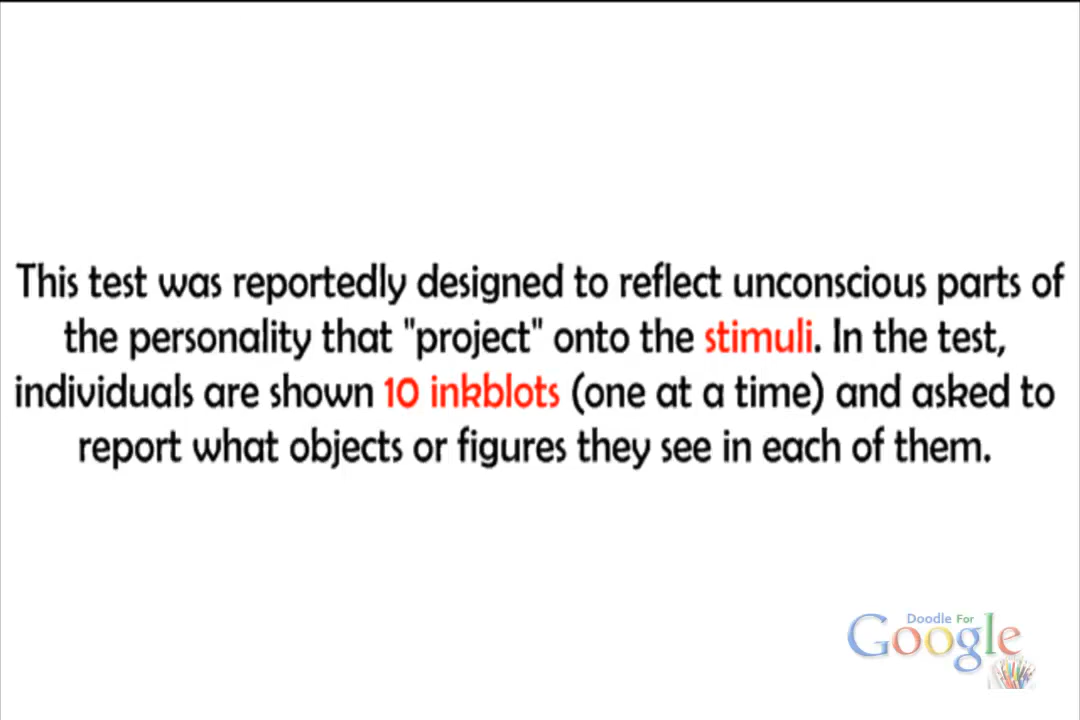 This test was reportedly designed to reflect unconscious parts of
the personality that "project" onto the stimuli. In the test,
individuals are shown 10 inkblots (one at a time) and asked to
report what objects or figures they see in each of them.
Doodle For
Google